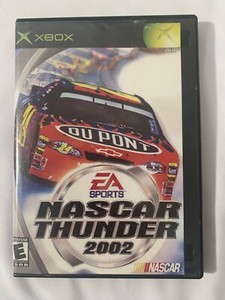 XBOX
DU PONT
EA
SPORTS
NASCAR
THUNDER
2002
E
NASCAR